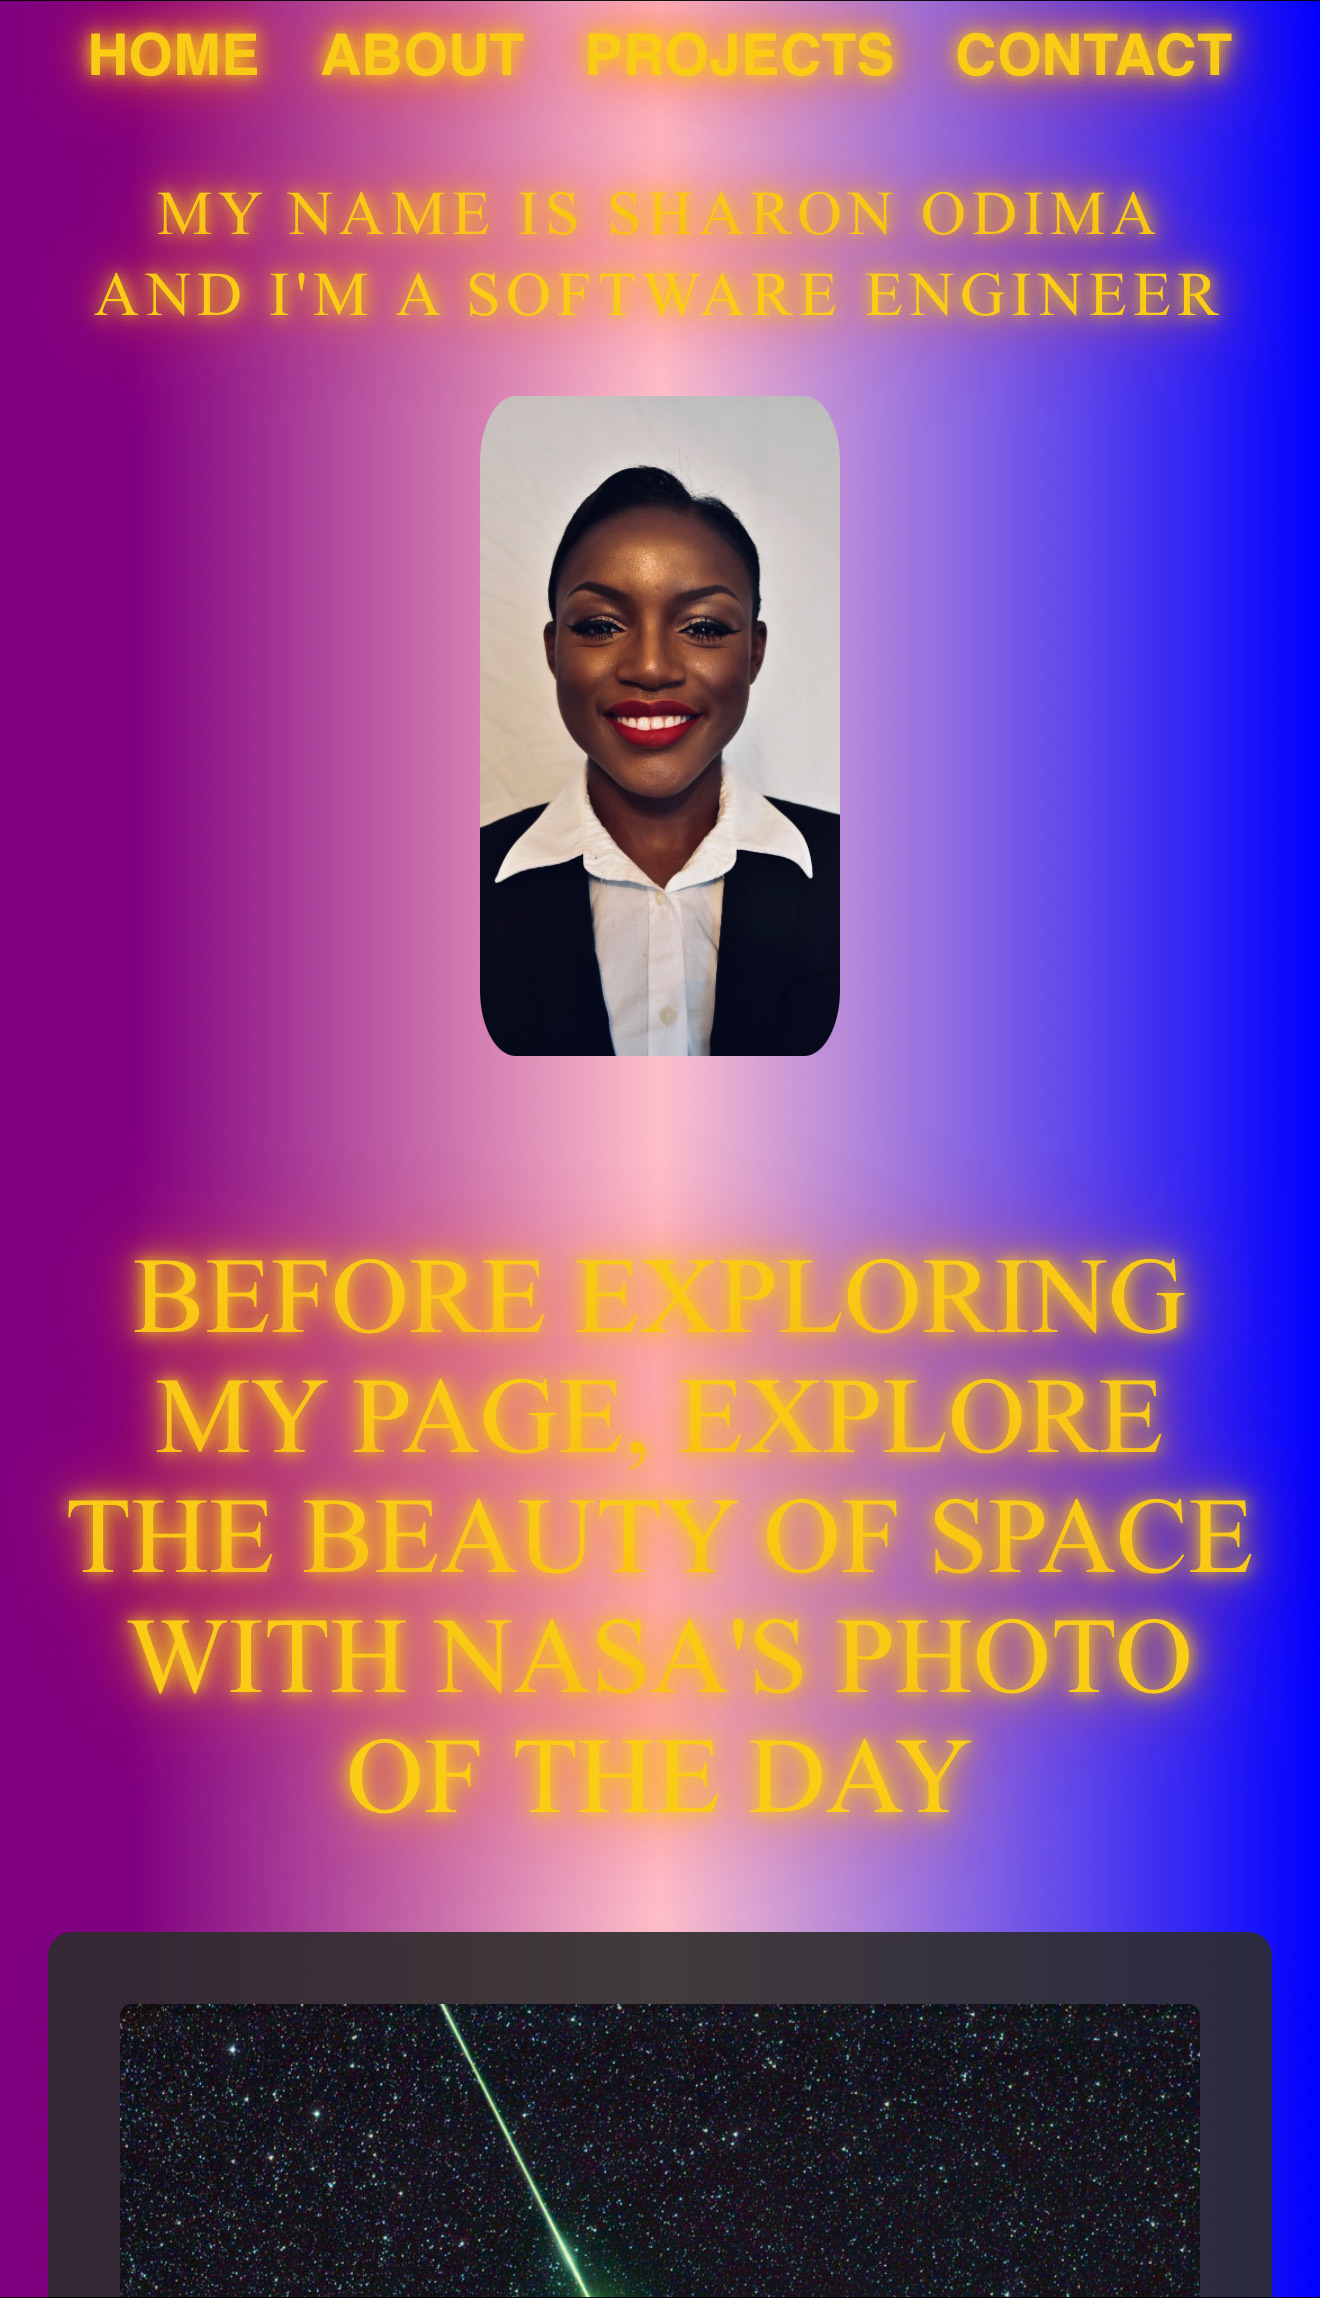 HOME ABOUT PROJECTS CONTACT
MY NAME IS SHARON ODIMA
AND I'M A SOFTWARE ENGINEER
BEFORE EXPLORING
MY PAGE, EXPLORE
THE BEAUTY OF SPACE
WITH NASA'S PHOTO
OF THE DAY